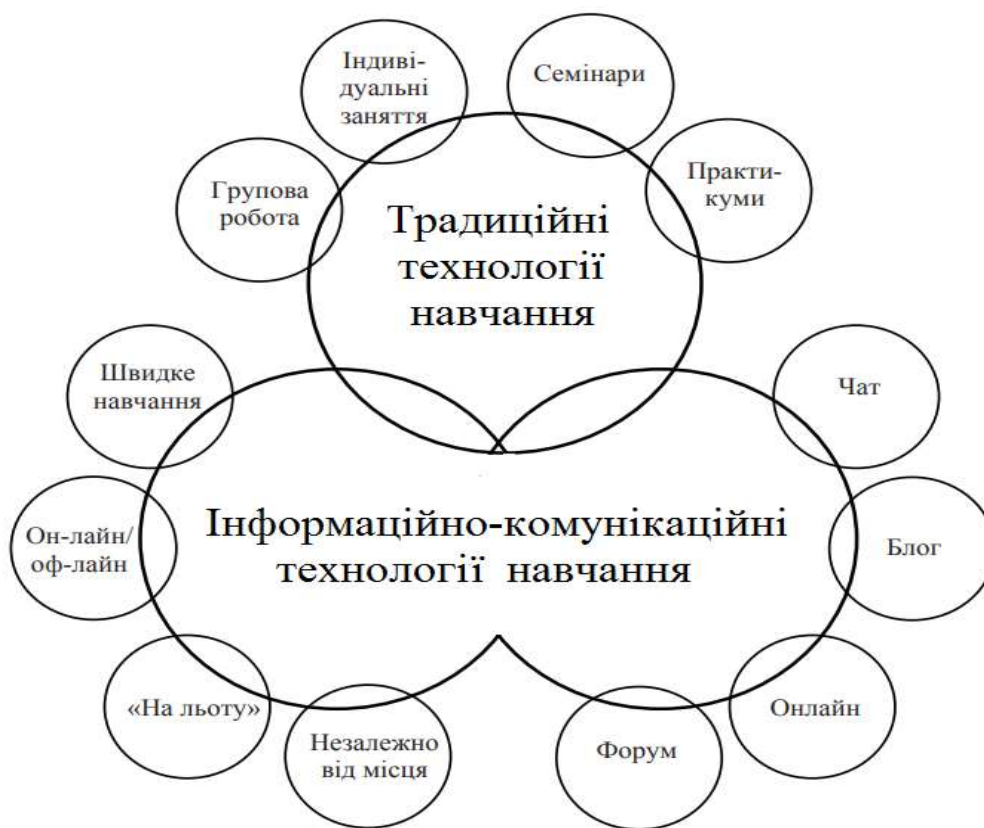 Індиві-
дуальні
заняття
Семінари
Групова
робота
Практи-
куми
Традиційні
технології
навчання
Швидке
навчання
Чат
Інформаційно-комунікаційні
технології навчання
Он-лайн/
оф-лайн
Блог
«На льоту»
Онлайн
Незалежно
від місця
Форум